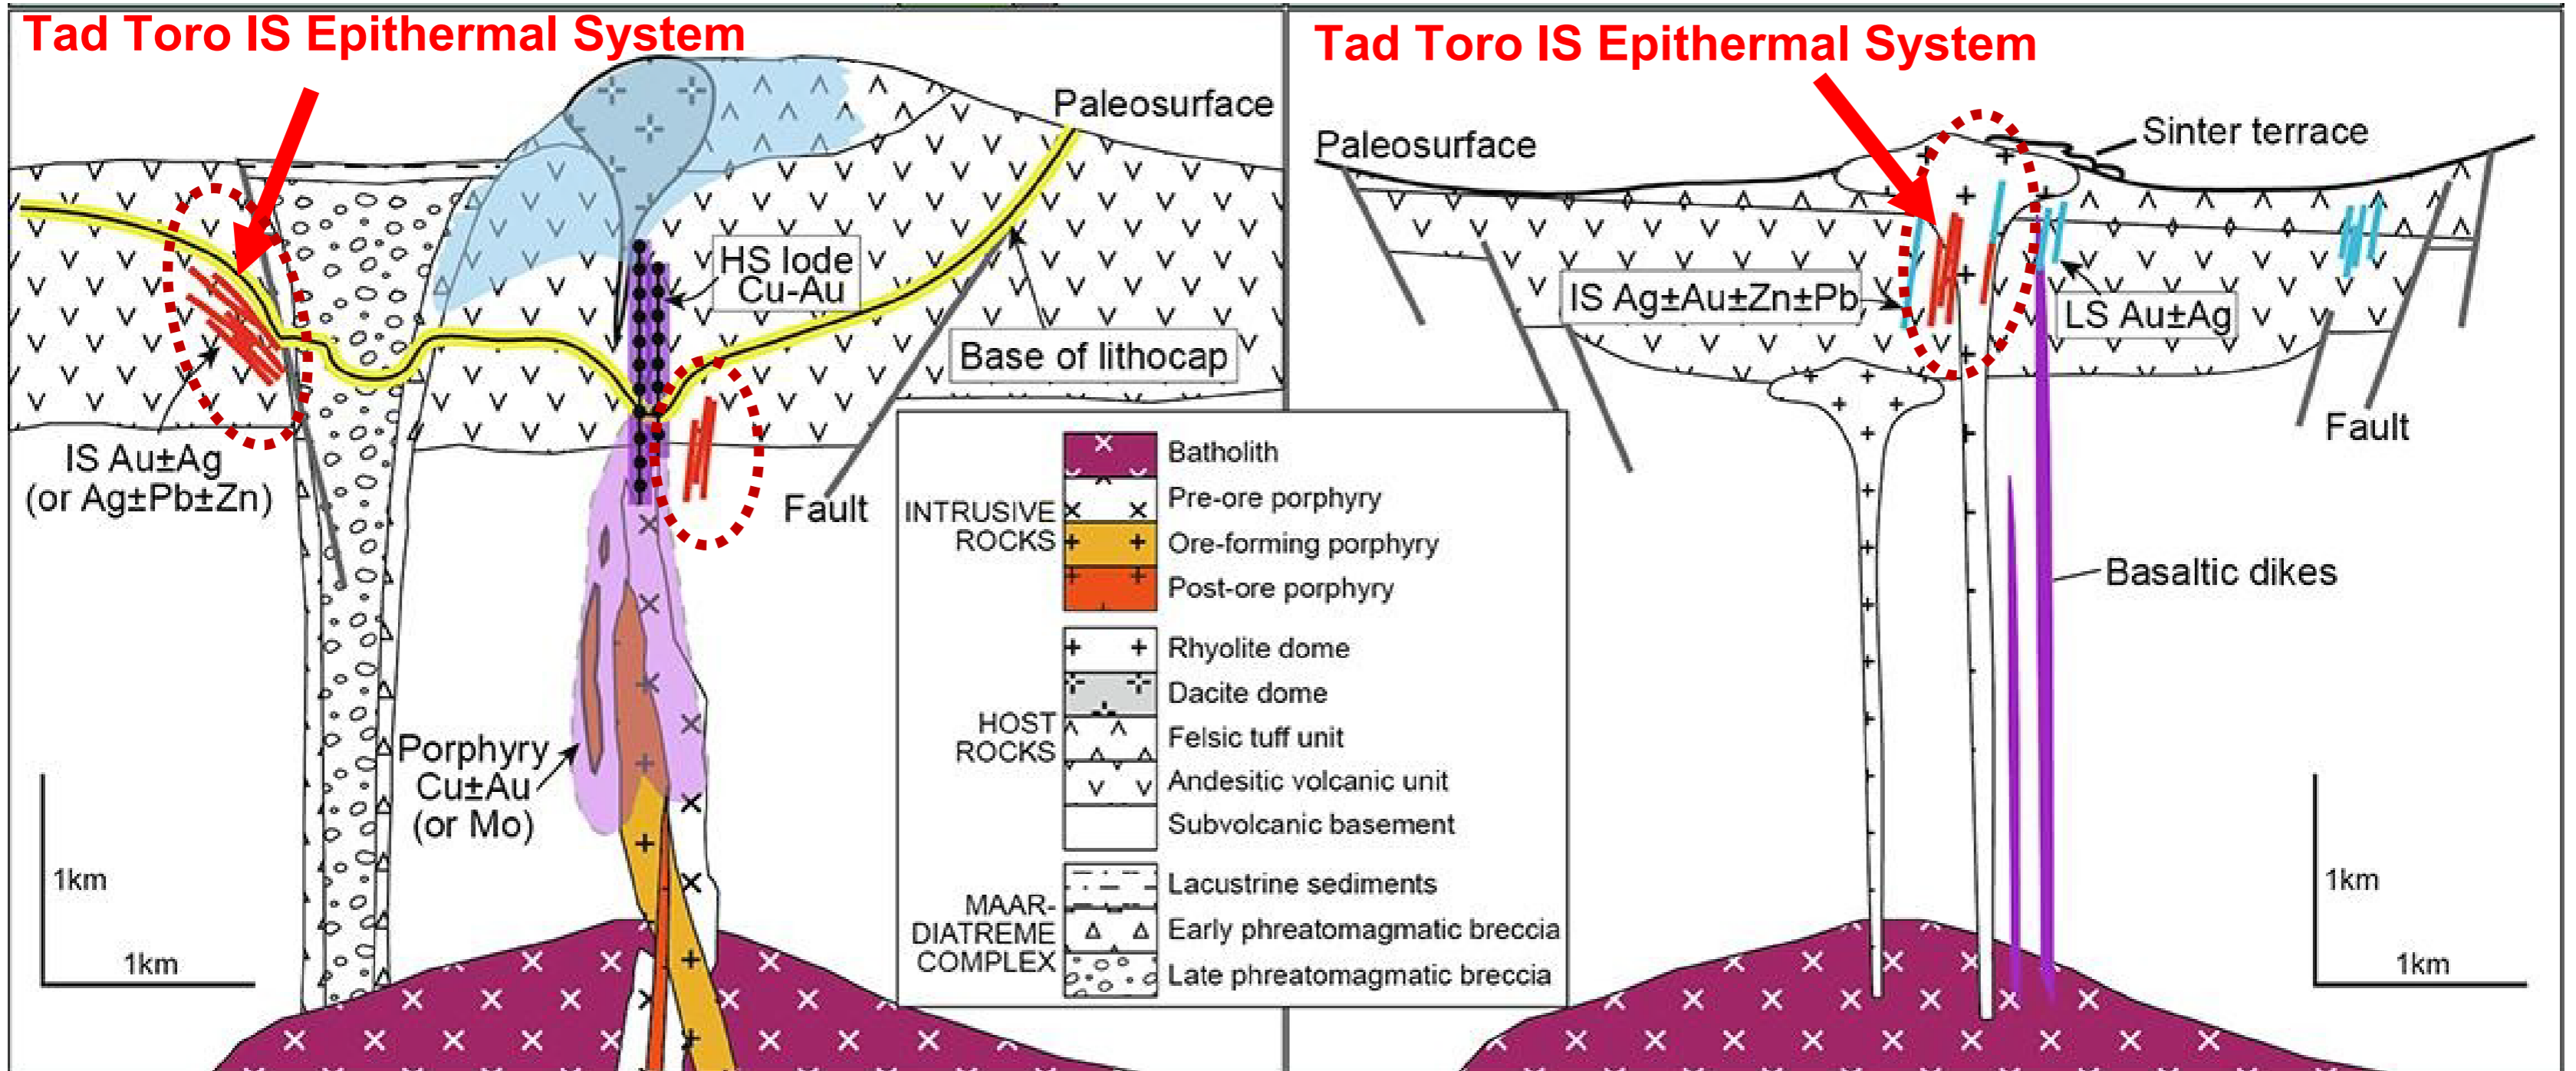 Tad Toro IS Epithermal System
Paleosurface
HS lode
Cu-Au
Base of lithocap
IS Au±Ag
(or Ag±Pb±Zn)
Fault
Porphyry
Cu±Au
(or Mo)
1km
1km
INTRUSIVE
ROCKS
Batholith
Pre-ore porphyry
Ore-forming porphyry
Post-ore porphyry
HOST
ROCKS
Rhyolite dome
Dacite dome
Felsic tuff unit
Andesitic volcanic unit
Subvolcanic basement
MAAR-
DIATREME
COMPLEX
Lacustrine sediments
Early phreatomagmatic breccia
Late phreatomagmatic breccia
Tad Toro IS Epithermal System
Paleosurface
Sinter terrace
IS Ag±Au±Zn±Pb
LS Au±Ag
Fault
Basaltic dikes
1km
1km